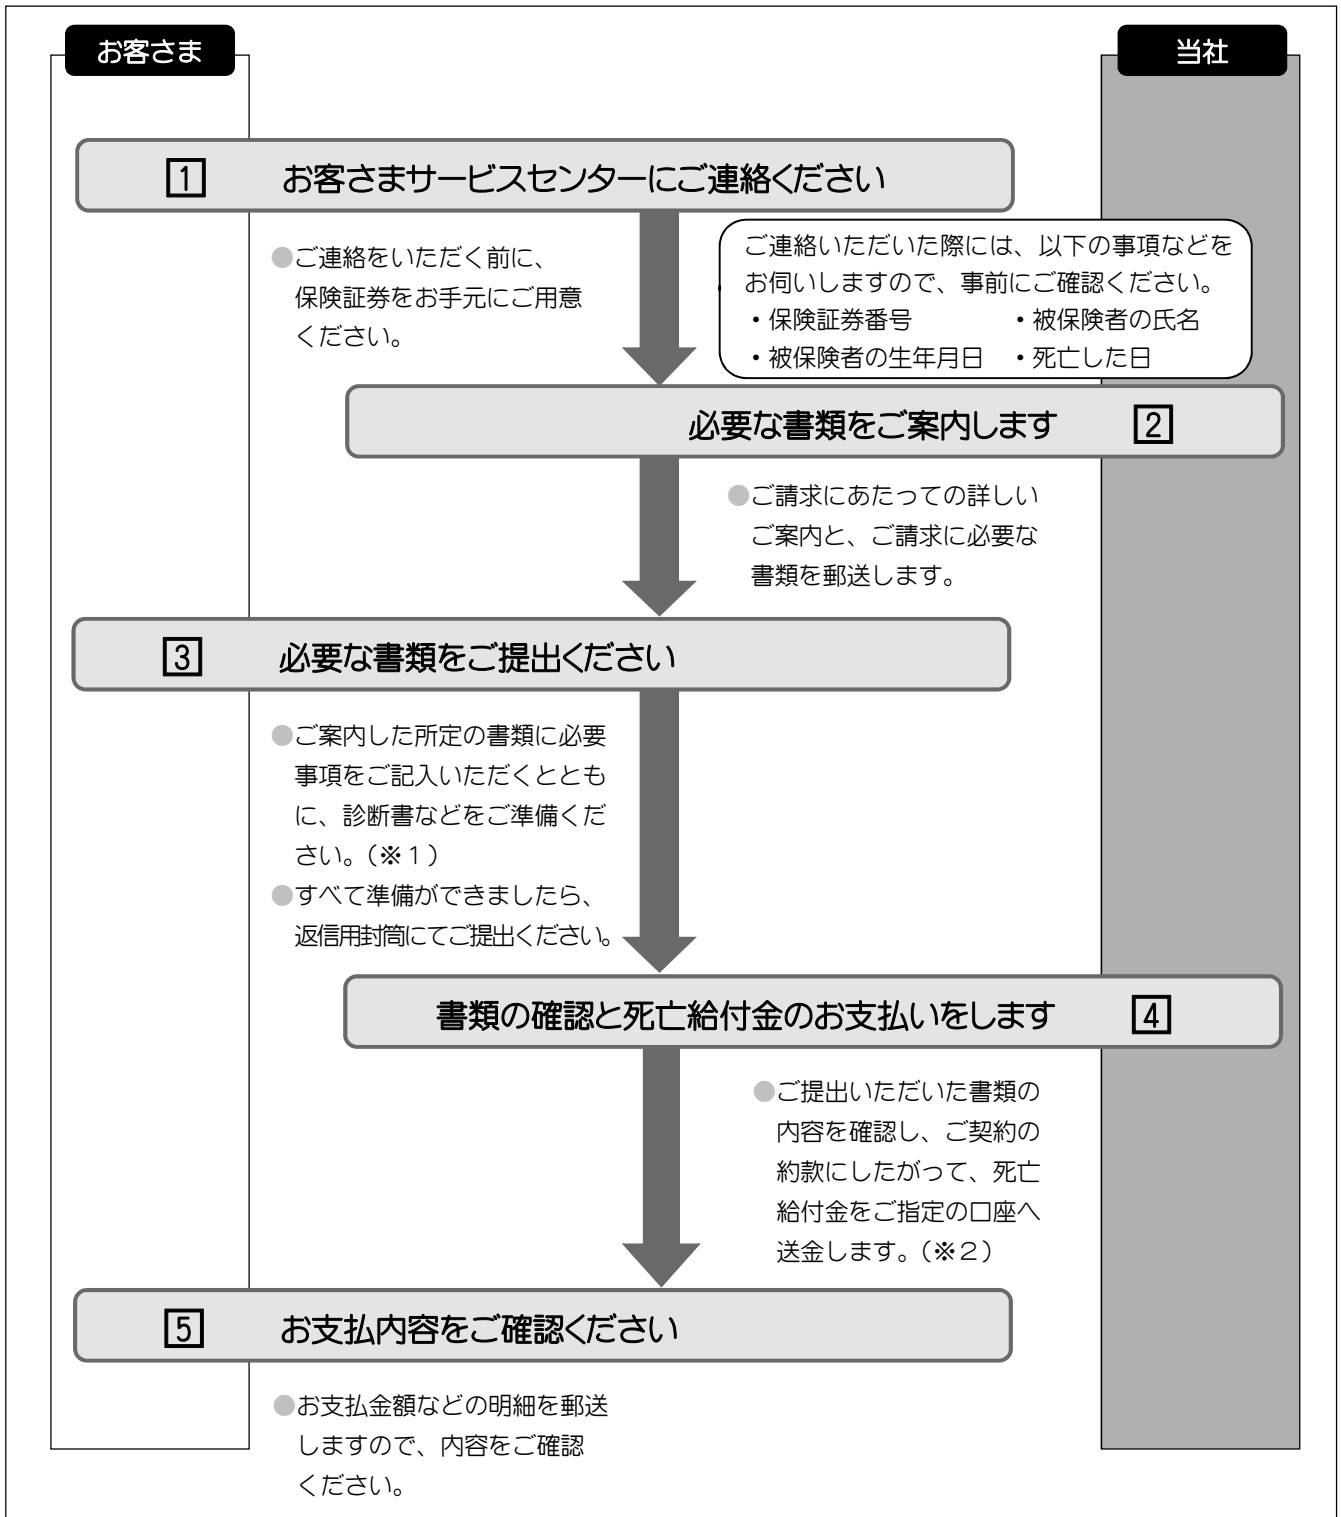 お客さま
当社
1 お客さまサービスセンターにご連絡ください
●ご連絡をいただく前に、
保険証券をお手元にご用意
ください。
ご連絡いただいた際には、以下の事項などを
お伺いしますので、事前にご確認ください。
・保険証券番号 ・被保険者の氏名
・被保険者の生年月日 ・死亡した日
必要な書類をご案内します 2
●ご請求にあたっての詳しい
ご案内と、ご請求に必要な
書類を郵送します。
3 必要な書類をご提出ください
●ご案内した所定の書類に必要
事項をご記入いただくととも
に、診断書などをご準備くだ
さい。(※1)
●すべて準備ができましたら、
返信用封筒にてご提出ください。
書類の確認と死亡給付金のお支払いをします 4
●ご提出いただいた書類の
内容を確認し、ご契約の
約款にしたがって、死亡
給付金をご指定の口座へ
送金します。(※2)
5 お支払内容をご確認ください
●お支払金額などの明細を郵送
しますので、内容をご確認
ください。